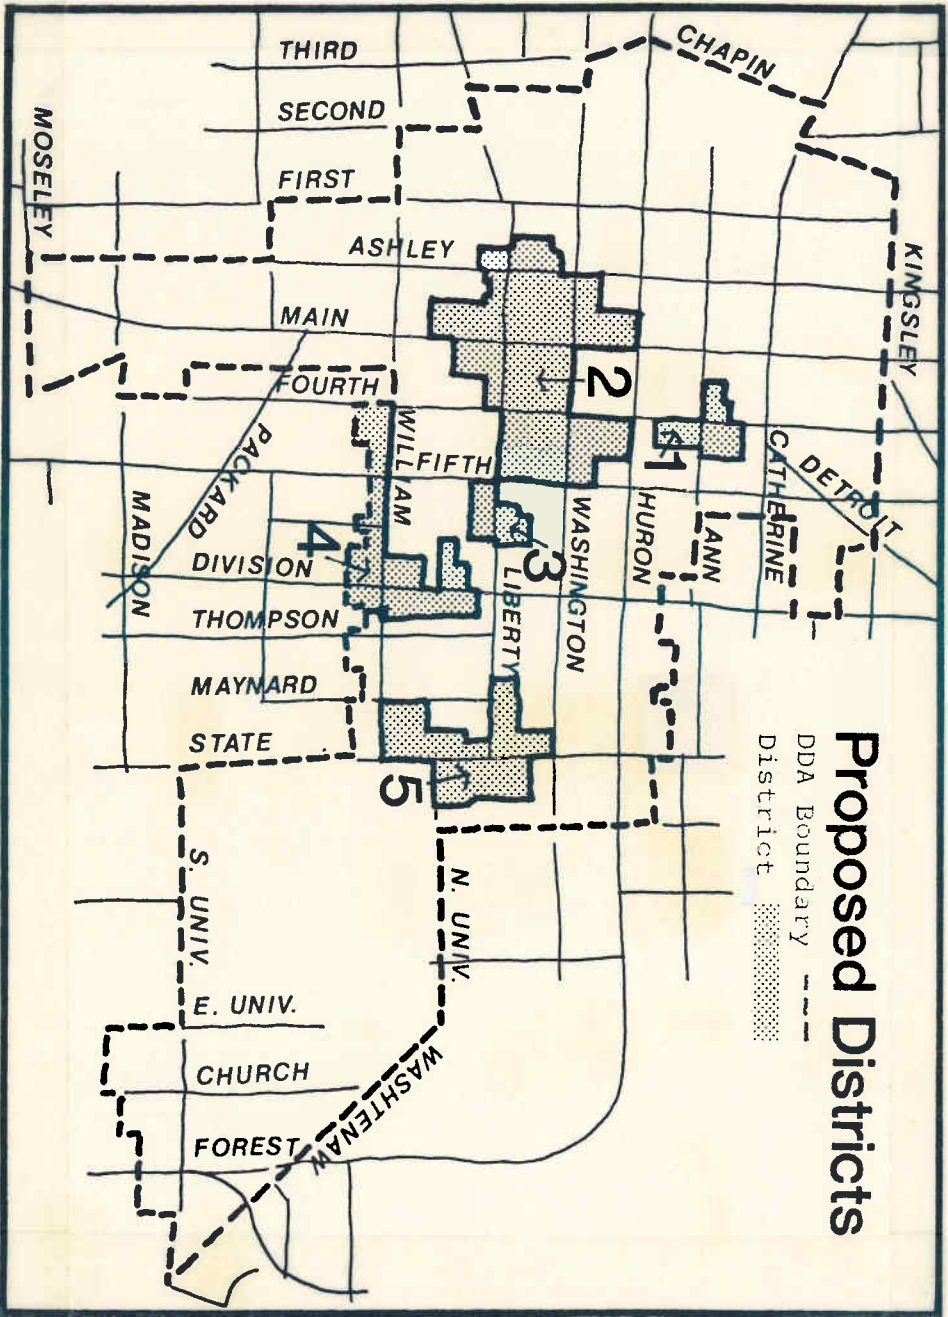 Proposed Districts
DDA Boundary
District
CHAPIN
KINGSLEY
DETROIT
CATHERINE
ANN
HURON
WASHINGTON
LIBERTY
WILLIAM
PACKARD
MADISON
MOSELEY
THIRD
SECOND
FIRST
ASHLEY
MAIN
FOURTH
FIFTH
DIVISION
THOMPSON
MAYNARD
STATE
N. UNIV.
S. UNIV.
E. UNIV.
CHURCH
FOREST
WASHTENAW
1
2
3
4
5